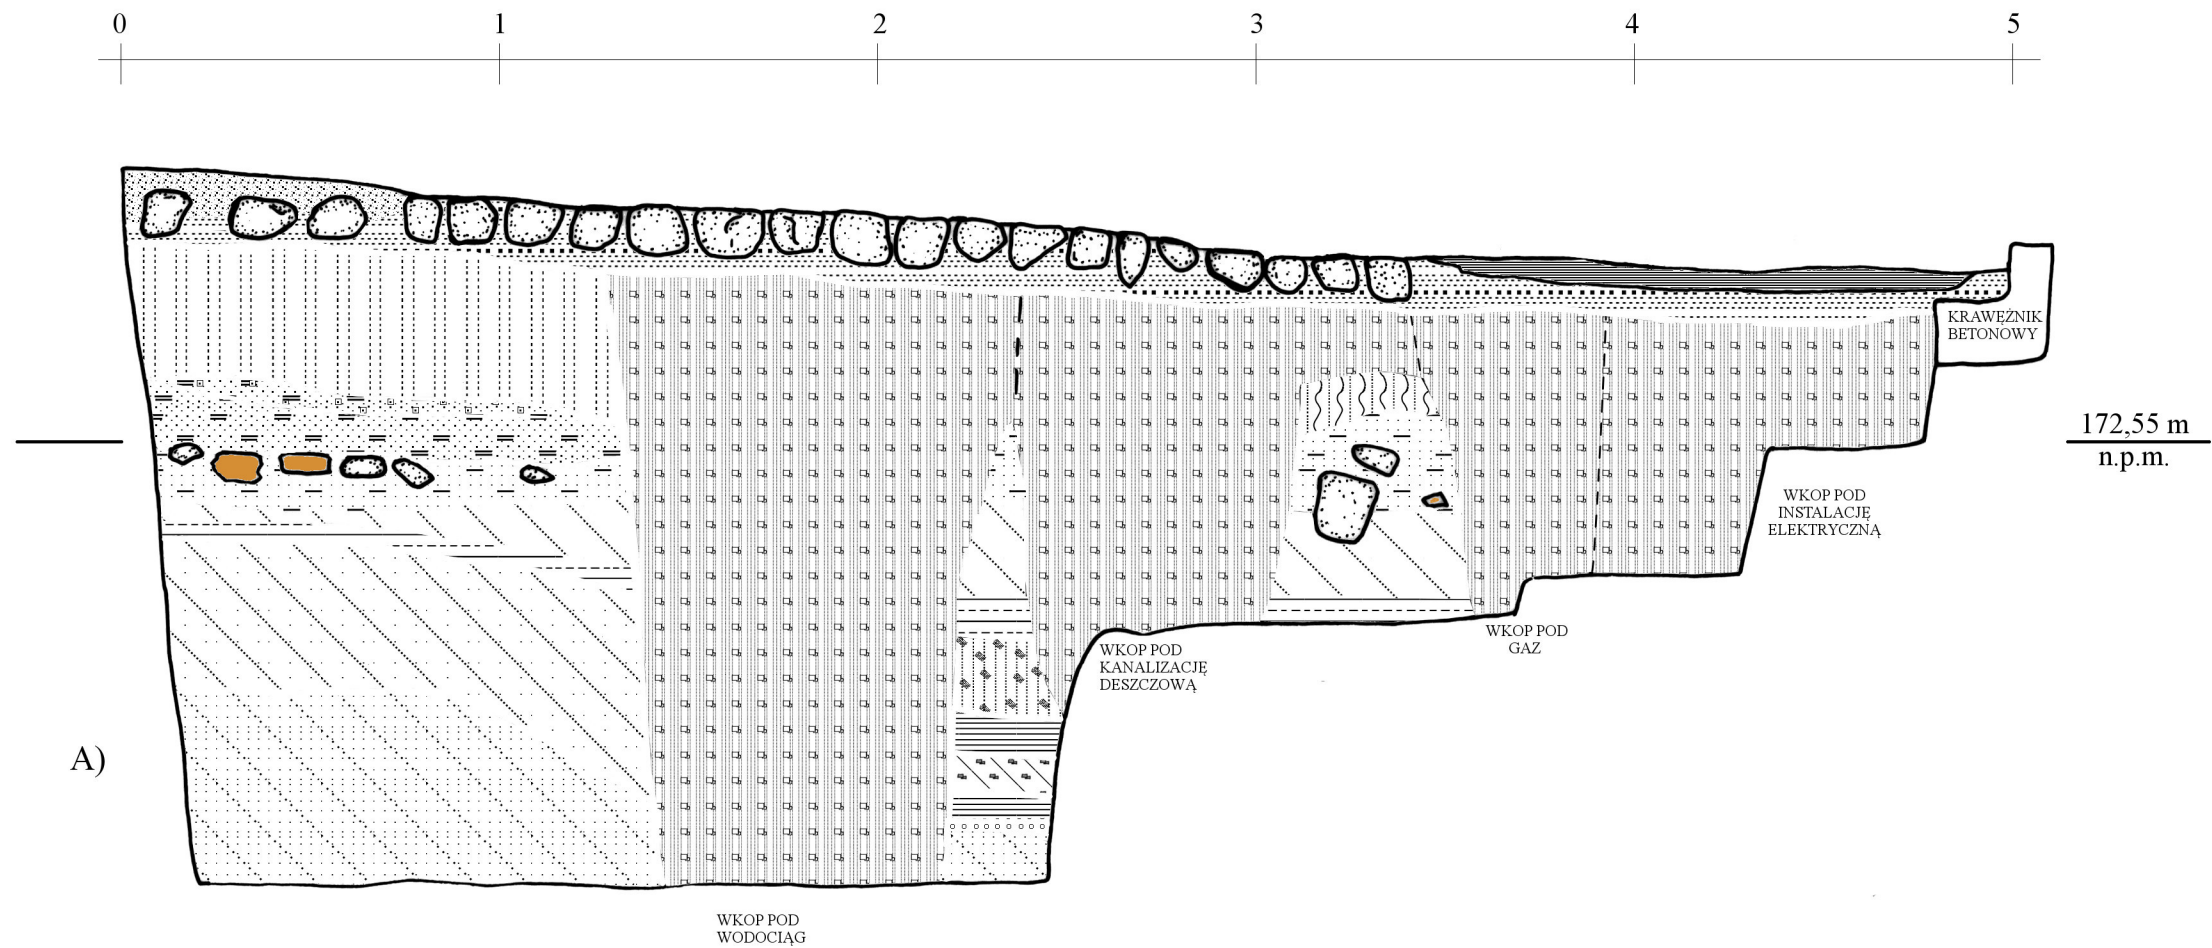 0 1 2 3 4 5
KRAWĘŻNIK
BETONOWY
172,55 m
n.p.m.
WKOP POD
INSTALACJĘ
ELEKTRYCZNĄ
WKOP POD
GAZ
WKOP POD
KANALIZACJĘ
DESZCZOWĄ
A)
WKOP POD
WODOCIĄG